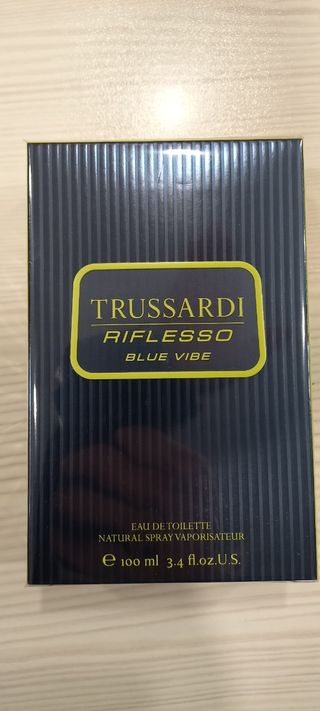 TRUSSARDI
RIFLESSO
BLUE VIBE
EAU DE TOILETTE
NATURAL SPRAY VAPORISATEUR
℮ 100 ml 3.4 fl.oz.U.S.